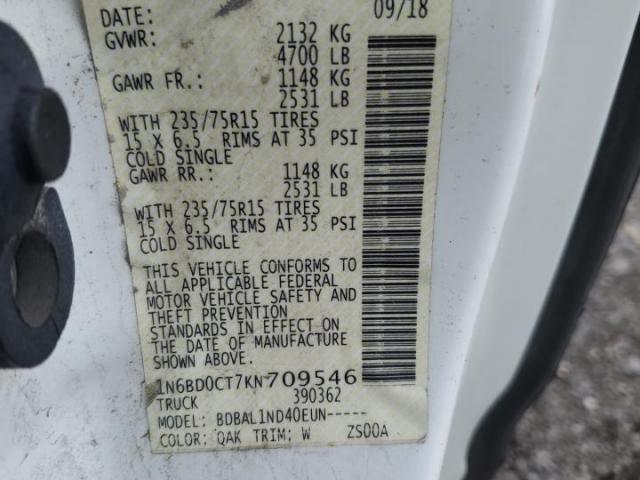 DATE: 09/18
GVWR: 2132 KG
4700 LB
GAWR FR.: 1148 KG
2531 LB
WITH 235/75R15 TIRES
15 X 6.5 RIMS AT 35 PSI
COLD SINGLE
GAWR RR.: 1148 KG
2531 LB
WITH 235/75R15 TIRES
15 X 6.5 RIMS AT 35 PSI
COLD SINGLE
THIS VEHICLE CONFORMS TO
ALL APPLICABLE FEDERAL
MOTOR VEHICLE SAFETY AND
THEFT PREVENTION
STANDARDS IN EFFECT ON
THE DATE OF MANUFACTURE
SHOWN ABOVE.
1N6BD0CT7KN709546
TRUCK 390362
MODEL: BDBAL1ND40EUN-----
COLOR: QAK TRIM: W ZS00A